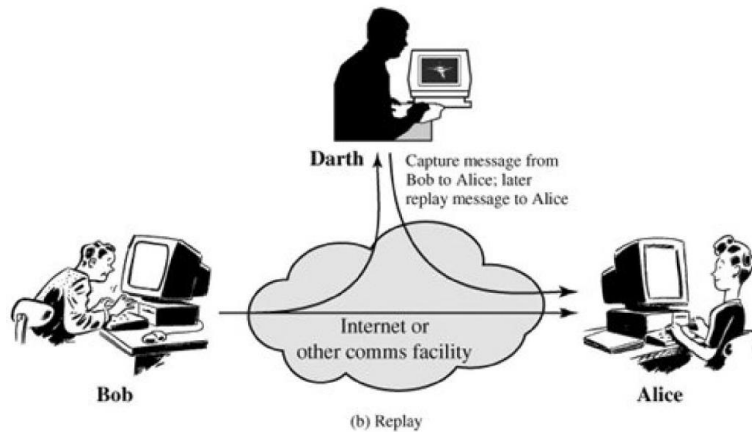 Darth
Capture message from
Bob to Alice; later
replay message to Alice
Internet or
other comms facility
Bob
Alice
(b) Replay